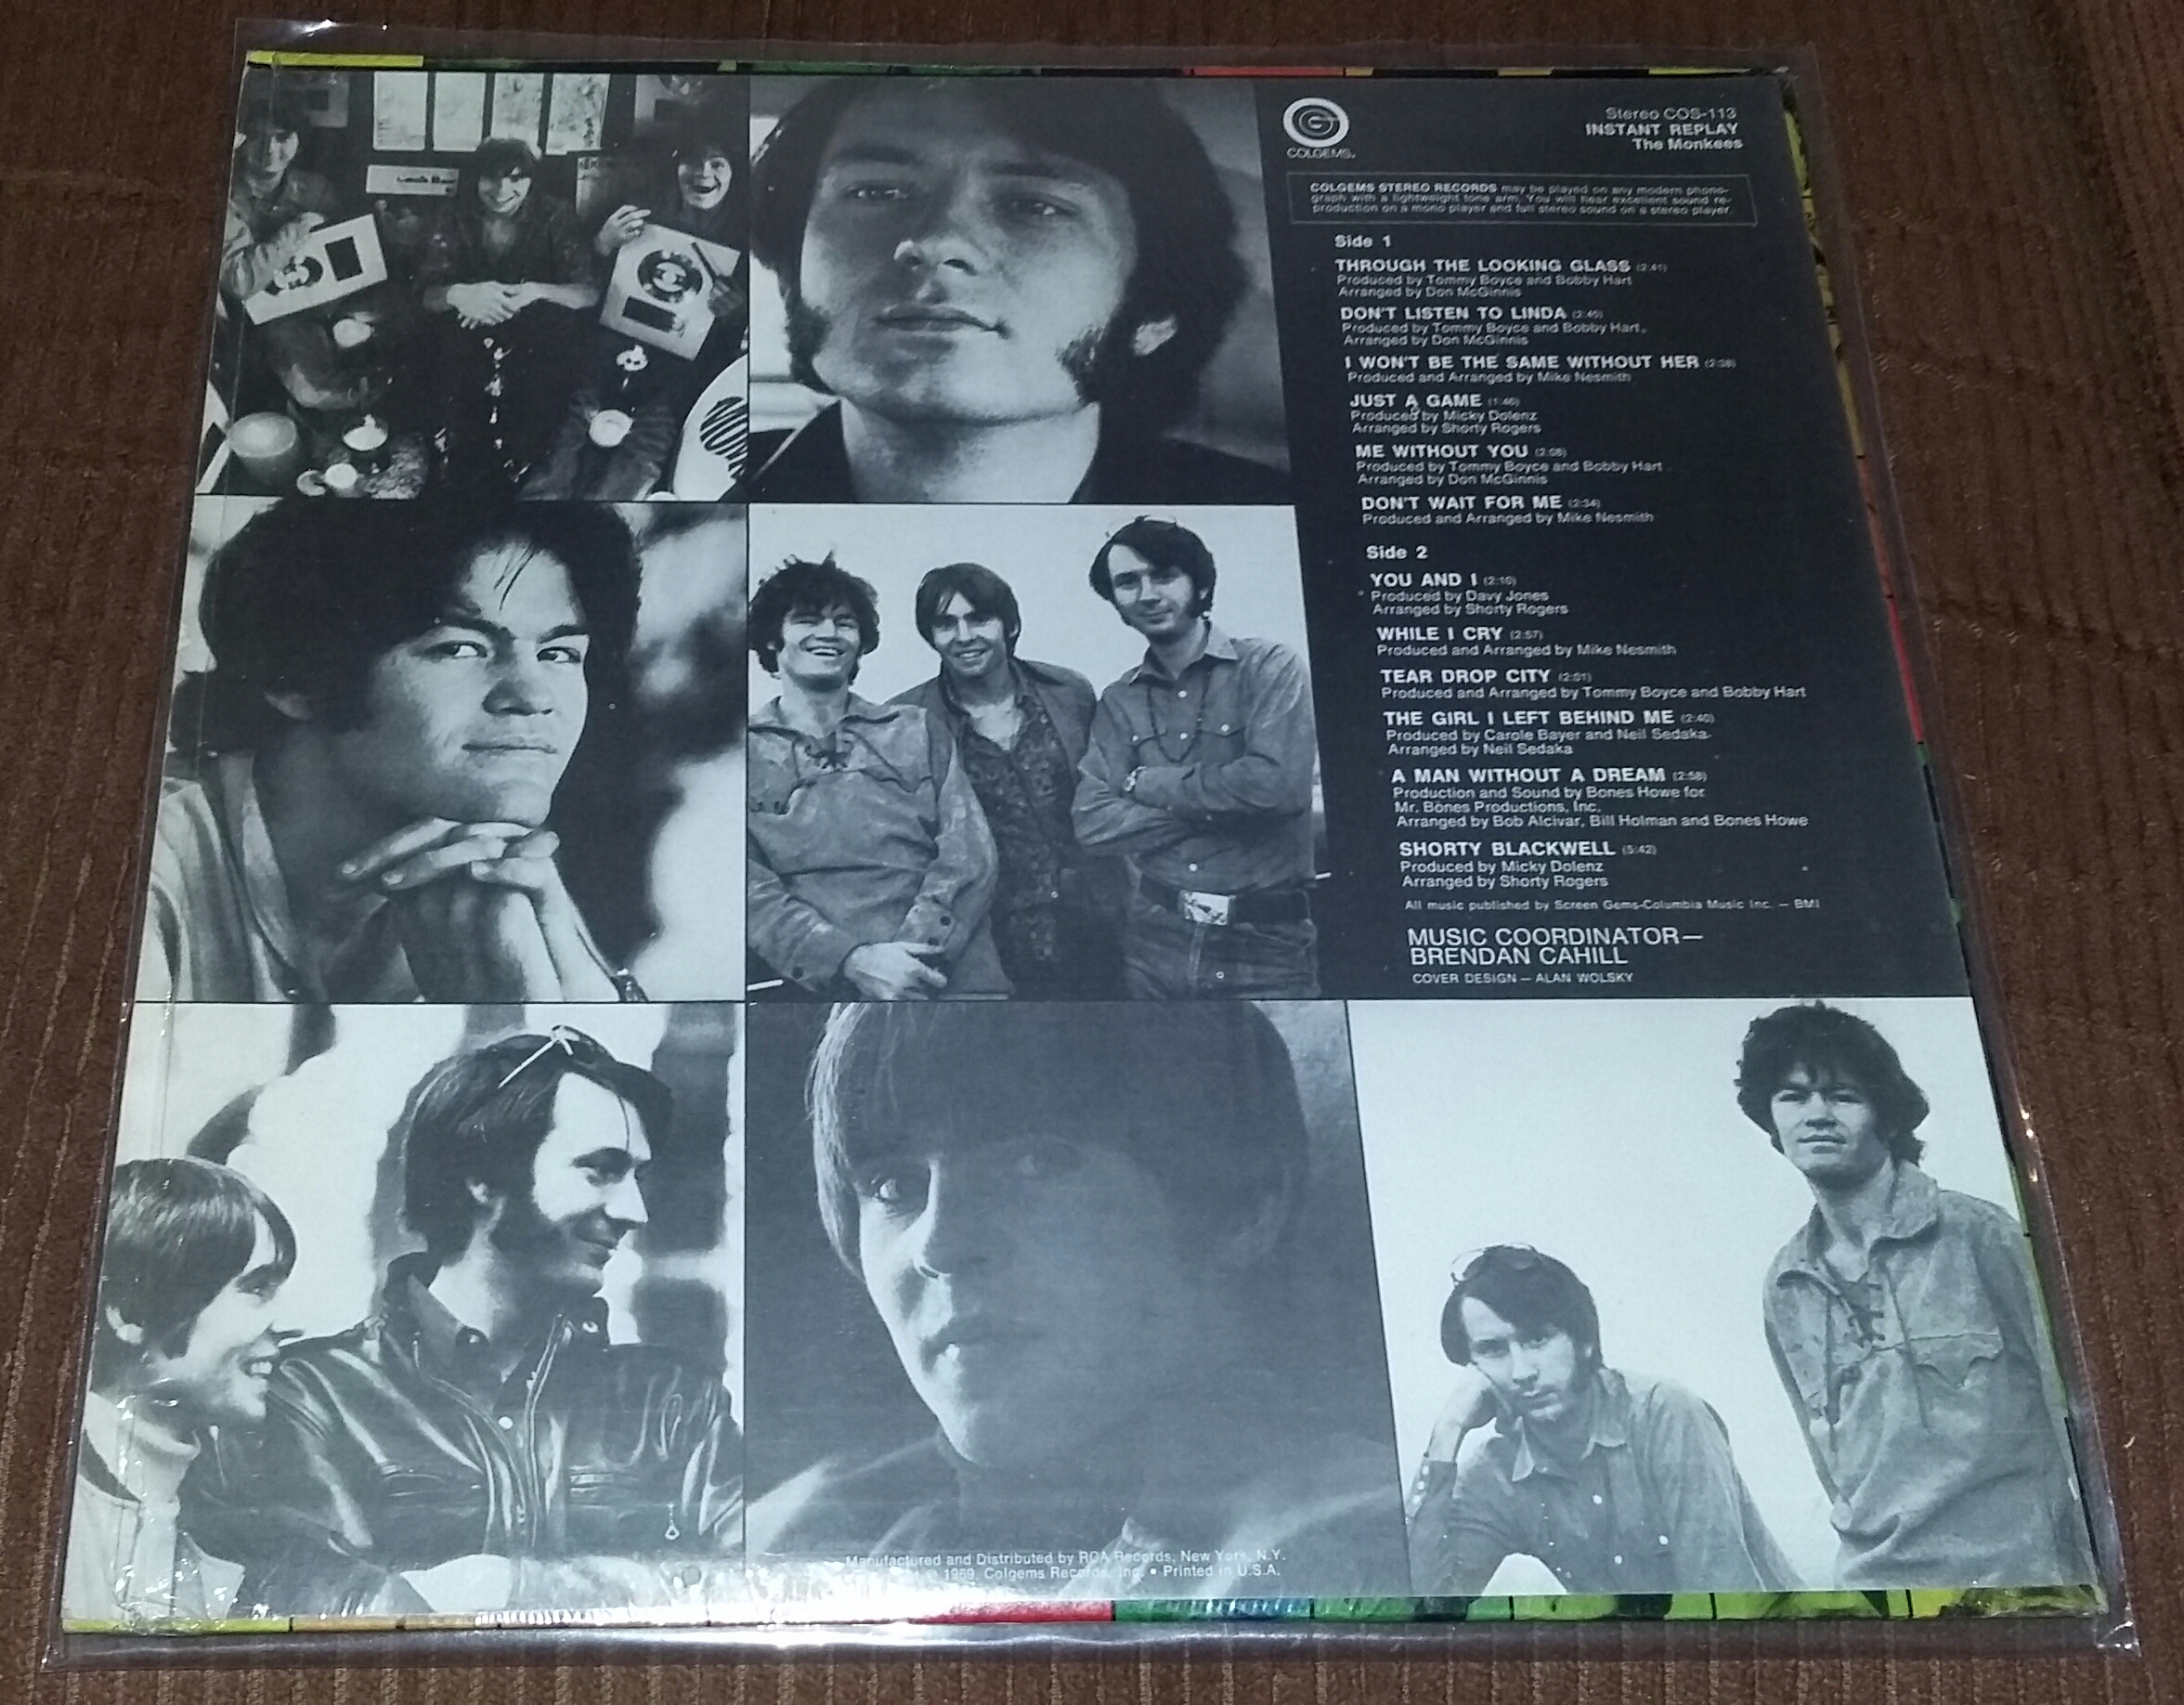 COLGEMS
Stereo COS-113
INSTANT REPLAY
The Monkees
COLGEMS STEREO RECORDS may be played on any modern phono-
graph with a lightweight tone arm. You will hear excellent sound re-
production on a mono player and full stereo sound on a stereo player.
Side 1
THROUGH THE LOOKING GLASS (2:41)
Produced by Tommy Boyce and Bobby Hart
Arranged by Don McGinnis
DON'T LISTEN TO LINDA (2:45)
Produced by Tommy Boyce and Bobby Hart.
Arranged by Don McGinnis
I WON'T BE THE SAME WITHOUT HER (2:38)
Produced and Arranged by Mike Nesmith
JUST A GAME (1:46)
Produced by Micky Dolenz
Arranged by Shorty Rogers
ME WITHOUT YOU (2:08)
Produced by Tommy Boyce and Bobby Hart
Arranged by Don McGinnis
DON'T WAIT FOR ME (2:34)
Produced and Arranged by Mike Nesmith
Side 2
YOU AND I (2:10)
Produced by Davy Jones
Arranged by Shorty Rogers
WHILE I CRY (2:57)
Produced and Arranged by Mike Nesmith
TEAR DROP CITY (2:01)
Produced and Arranged by Tommy Boyce and Bobby Hart
THE GIRL I LEFT BEHIND ME (2:40)
Produced by Carole Bayer and Neil Sedaka
Arranged by Neil Sedaka
A MAN WITHOUT A DREAM (2:58)
Production and Sound by Bones Howe for
Mr. Bones Productions, Inc.
Arranged by Bob Alcivar, Bill Holman and Bones Howe
SHORTY BLACKWELL (5:42)
Produced by Micky Dolenz
Arranged by Shorty Rogers
All music published by Screen Gems-Columbia Music Inc. — BMI
MUSIC COORDINATOR—
BRENDAN CAHILL
COVER DESIGN — ALAN WOLSKY
Manufactured and Distributed by RCA Records, New York, N.Y.
© 1969, Colgems Records, Inc. • Printed in U.S.A.